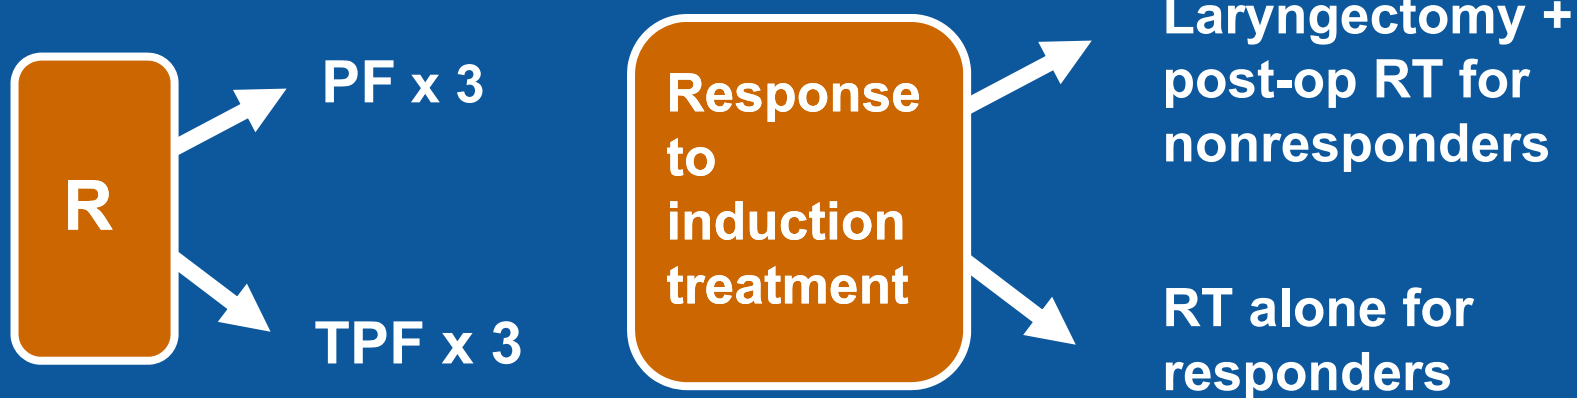 R
PF x 3
TPF x 3
Response
to
induction
treatment
Laryngectomy +
post-op RT for
nonresponders
RT alone for
responders